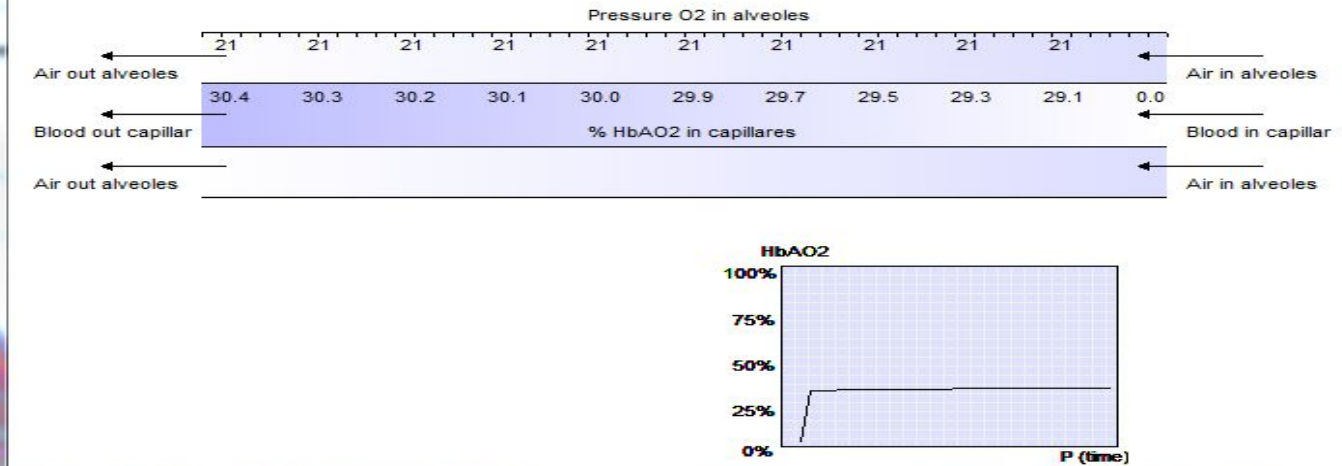 Pressure O2 in alveoles
21 21 21 21 21 21 21 21 21 21
Air out alveoles Air in alveoles
30.4 30.3 30.2 30.1 30.0 29.9 29.7 29.5 29.3 29.1 0.0
Blood out capillar % HbAO2 in capillares Blood in capillar
Air out alveoles Air in alveoles
HbAO2
100%
75%
50%
25%
0%
P (time)